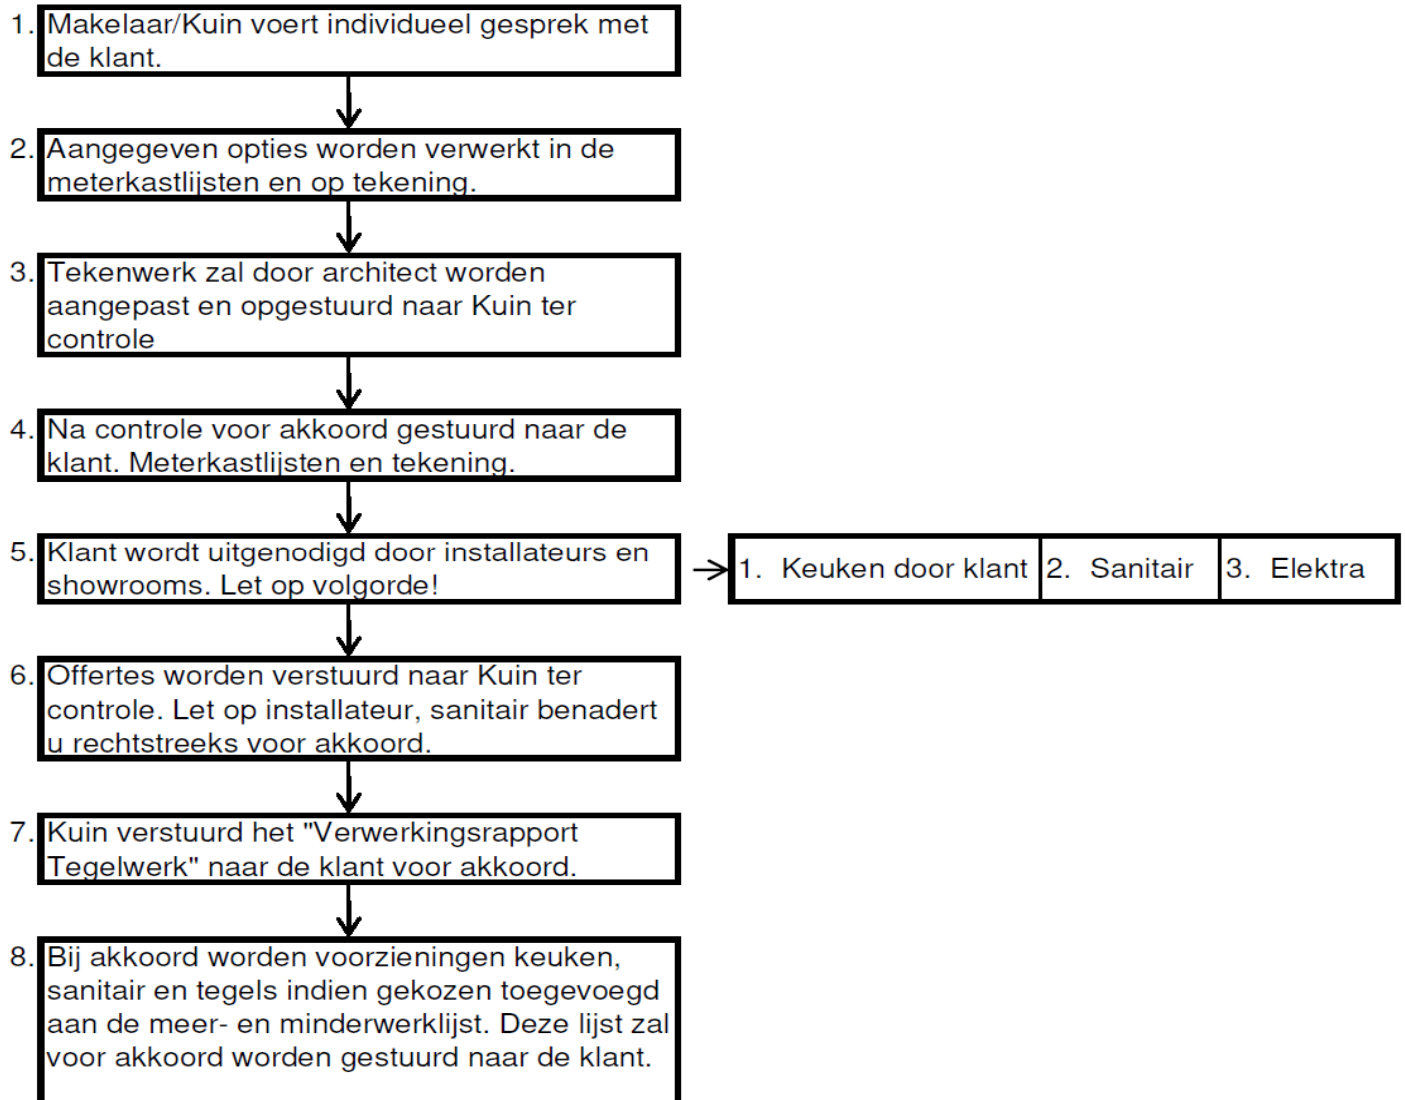 1. Makelaar/Kuin voert individueel gesprek met
de klant.
2. Aangegeven opties worden verwerkt in de
meterkastlijsten en op tekening.
3. Tekenwerk zal door architect worden
aangepast en opgestuurd naar Kuin ter
controle
4. Na controle voor akkoord gestuurd naar de
klant. Meterkastlijsten en tekening.
5. Klant wordt uitgenodigd door installateurs en
showrooms. Let op volgorde!
1. Keuken door klant 2. Sanitair 3. Elektra
6. Offertes worden verstuurd naar Kuin ter
controle. Let op installateur, sanitair benadert
u rechtstreeks voor akkoord.
7. Kuin verstuurd het "Verwerkingsrapport
Tegelwerk" naar de klant voor akkoord.
8. Bij akkoord worden voorzieningen keuken,
sanitair en tegels indien gekozen toegevoegd
aan de meer- en minderwerklijst. Deze lijst zal
voor akkoord worden gestuurd naar de klant.